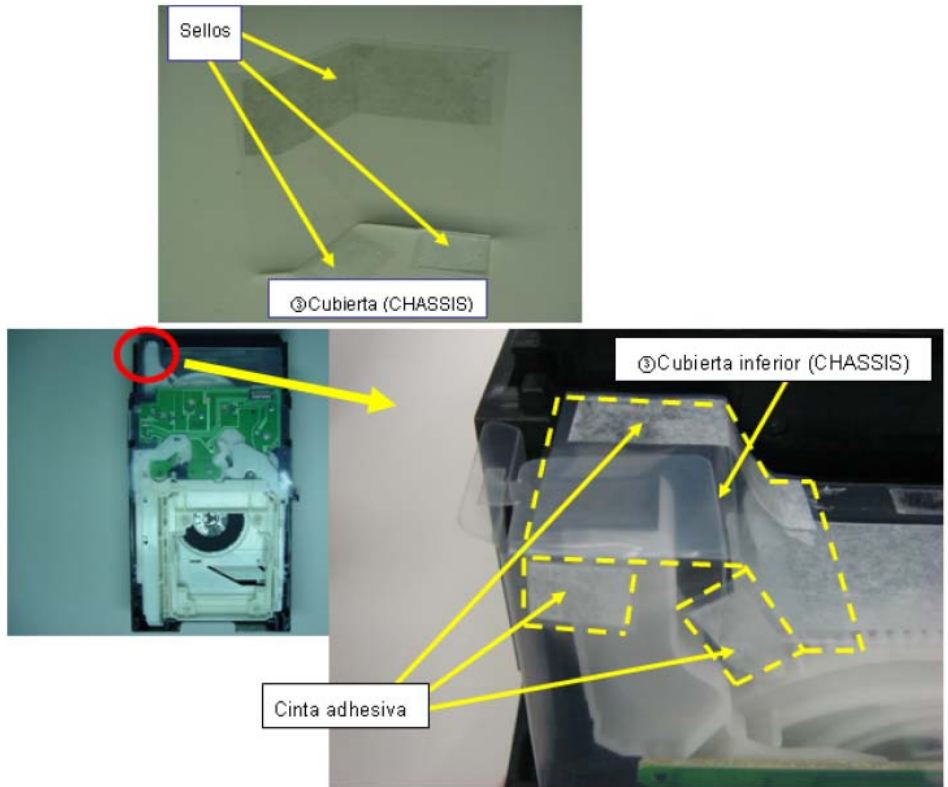 Sellos
③Cubierta (CHASSIS)
③Cubierta inferior (CHASSIS)
Cinta adhesiva